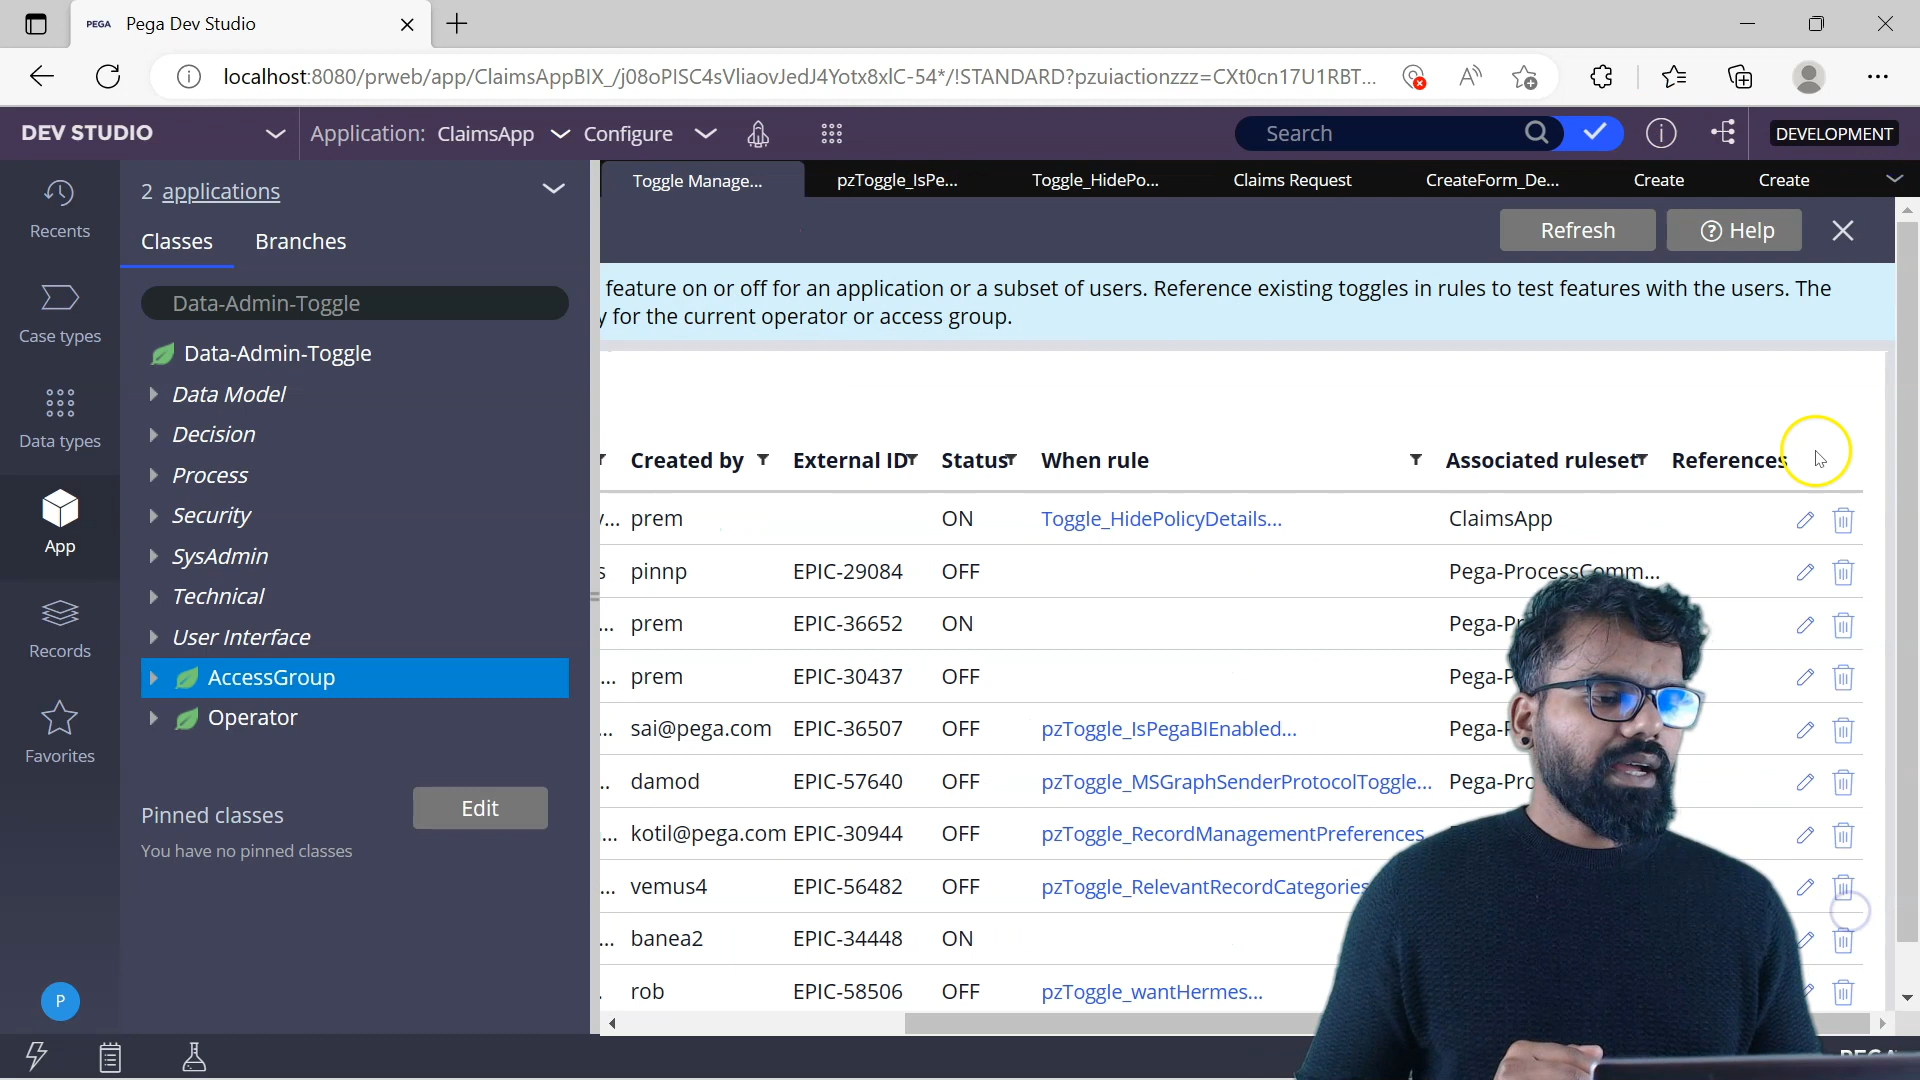 PEGA Pega Dev Studio
localhost:8080/prweb/app/ClaimsAppBIX_/j08oPISC4sVliaovJedJ4Yotx8xlC-54*/!STANDARD?pzuiactionzzz=CXt0cn17U1RBT...
DEV STUDIO Application: ClaimsApp Configure Search DEVELOPMENT
Recents
Case types
Data types
App
Records
Favorites
P
2 applications
Classes Branches
Data-Admin-Toggle
Data-Admin-Toggle
Data Model
Decision
Process
Security
SysAdmin
Technical
User Interface
AccessGroup
Operator
Pinned classes Edit
You have no pinned classes
Toggle Manage... pzToggle_IsPe... Toggle_HidePo... Claims Request CreateForm_De... Create Create
Refresh Help
feature on or off for an application or a subset of users. Reference existing toggles in rules to test features with the users. The
for the current operator or access group.
Created by External ID Status When rule Associated ruleset References
prem ON Toggle_HidePolicyDetails... ClaimsApp
pinnp EPIC-29084 OFF Pega-ProcessComm...
prem EPIC-36652 ON
prem EPIC-30437 OFF
sai@pega.com EPIC-36507 OFF pzToggle_IsPegaBIEnabled...
damod EPIC-57640 OFF pzToggle_MSGraphSenderProtocolToggle...
kotil@pega.com EPIC-30944 OFF pzToggle_RecordManagementPreferences
vemus4 EPIC-56482 OFF pzToggle_RelevantRecordCategories
banea2 EPIC-34448 ON
rob EPIC-58506 OFF pzToggle_wantHermes...